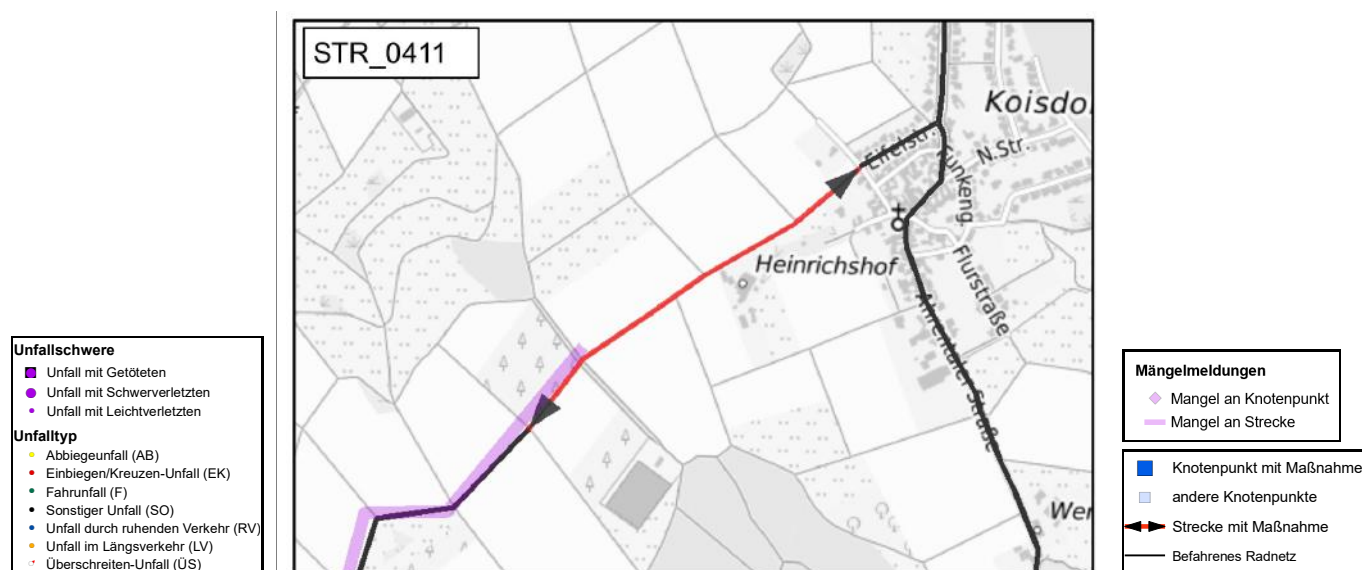 STR_0411
Koisdo
Eifelstr.
Kunkeng.
N.Str.
Heinrichshof
Flurstraße
Ahrentaler Straße
Wer
Unfallschwere
Unfall mit Getöteten
Unfall mit Schwerverletzten
Unfall mit Leichtverletzten
Unfalltyp
Abbiegeunfall (AB)
Einbiegen/Kreuzen-Unfall (EK)
Fahrunfall (F)
Sonstiger Unfall (SO)
Unfall durch ruhenden Verkehr (RV)
Unfall im Längsverkehr (LV)
Überschreiten-Unfall (ÜS)
Mängelmeldungen
Mangel an Knotenpunkt
Mangel an Strecke
Knotenpunkt mit Maßnahme
andere Knotenpunkte
Strecke mit Maßnahme
Befahrenes Radnetz